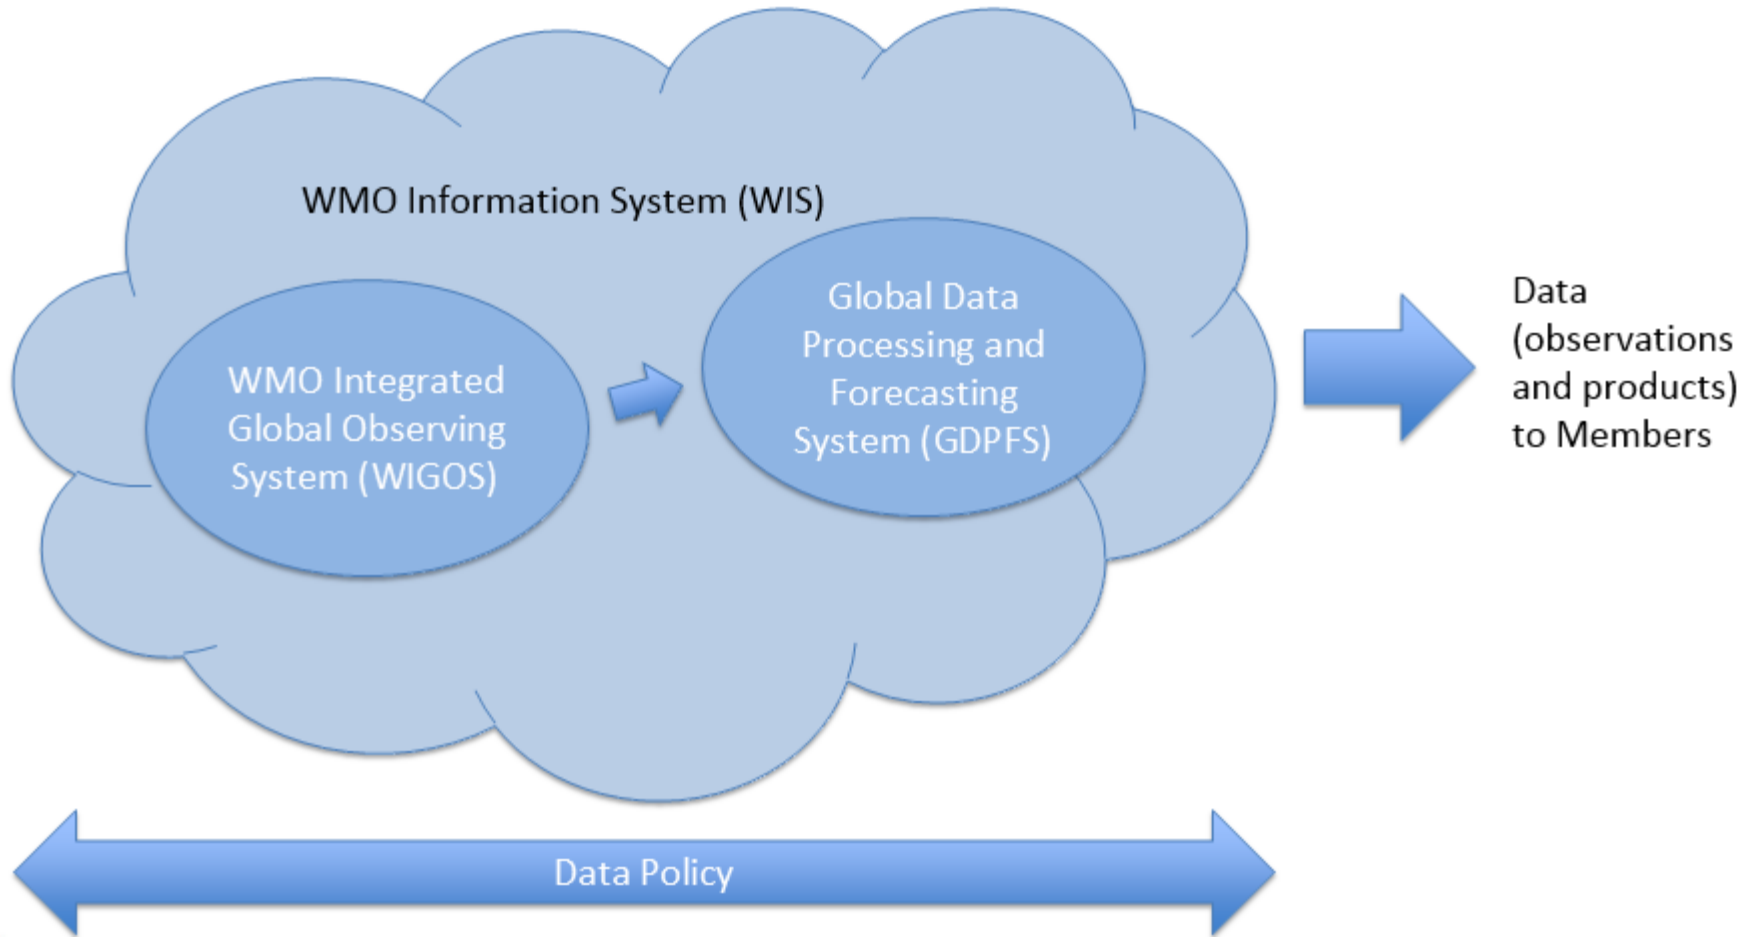 WMO Information System (WIS)
WMO Integrated
Global Observing
System (WIGOS)
Global Data
Processing and
Forecasting
System (GDPFS)
Data
(observations
and products)
to Members
Data Policy